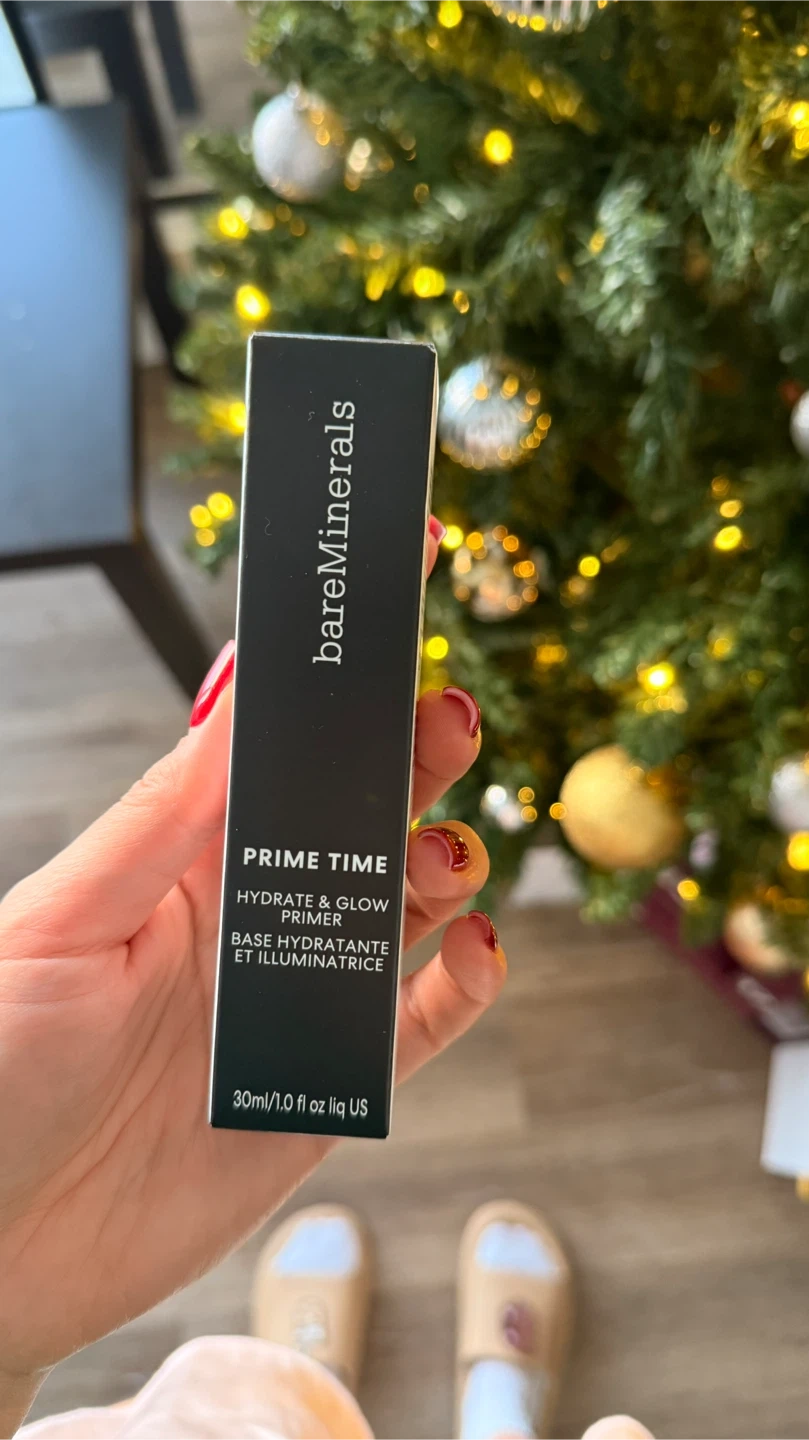 bareMinerals
PRIME TIME
HYDRATE & GLOW
PRIMER
BASE HYDRATANTE
ET ILLUMINATRICE
30ml/1.0 fl oz liq US